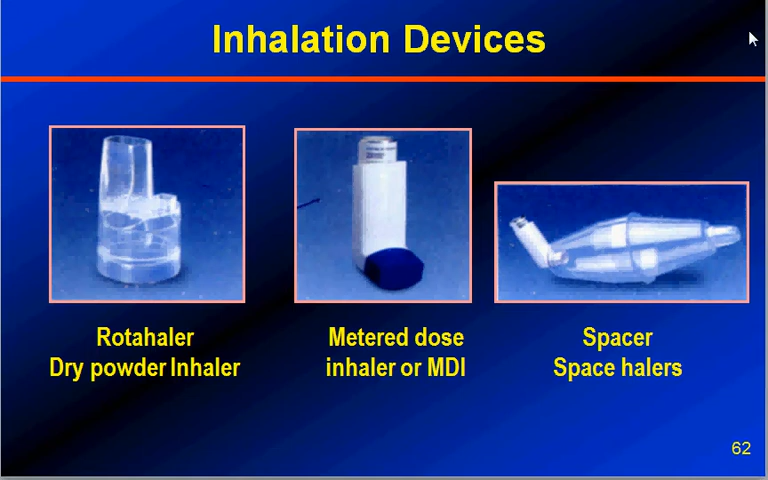 Inhalation Devices
Rotahaler
Dry powder Inhaler
Metered dose
inhaler or MDI
Spacer
Space halers
62